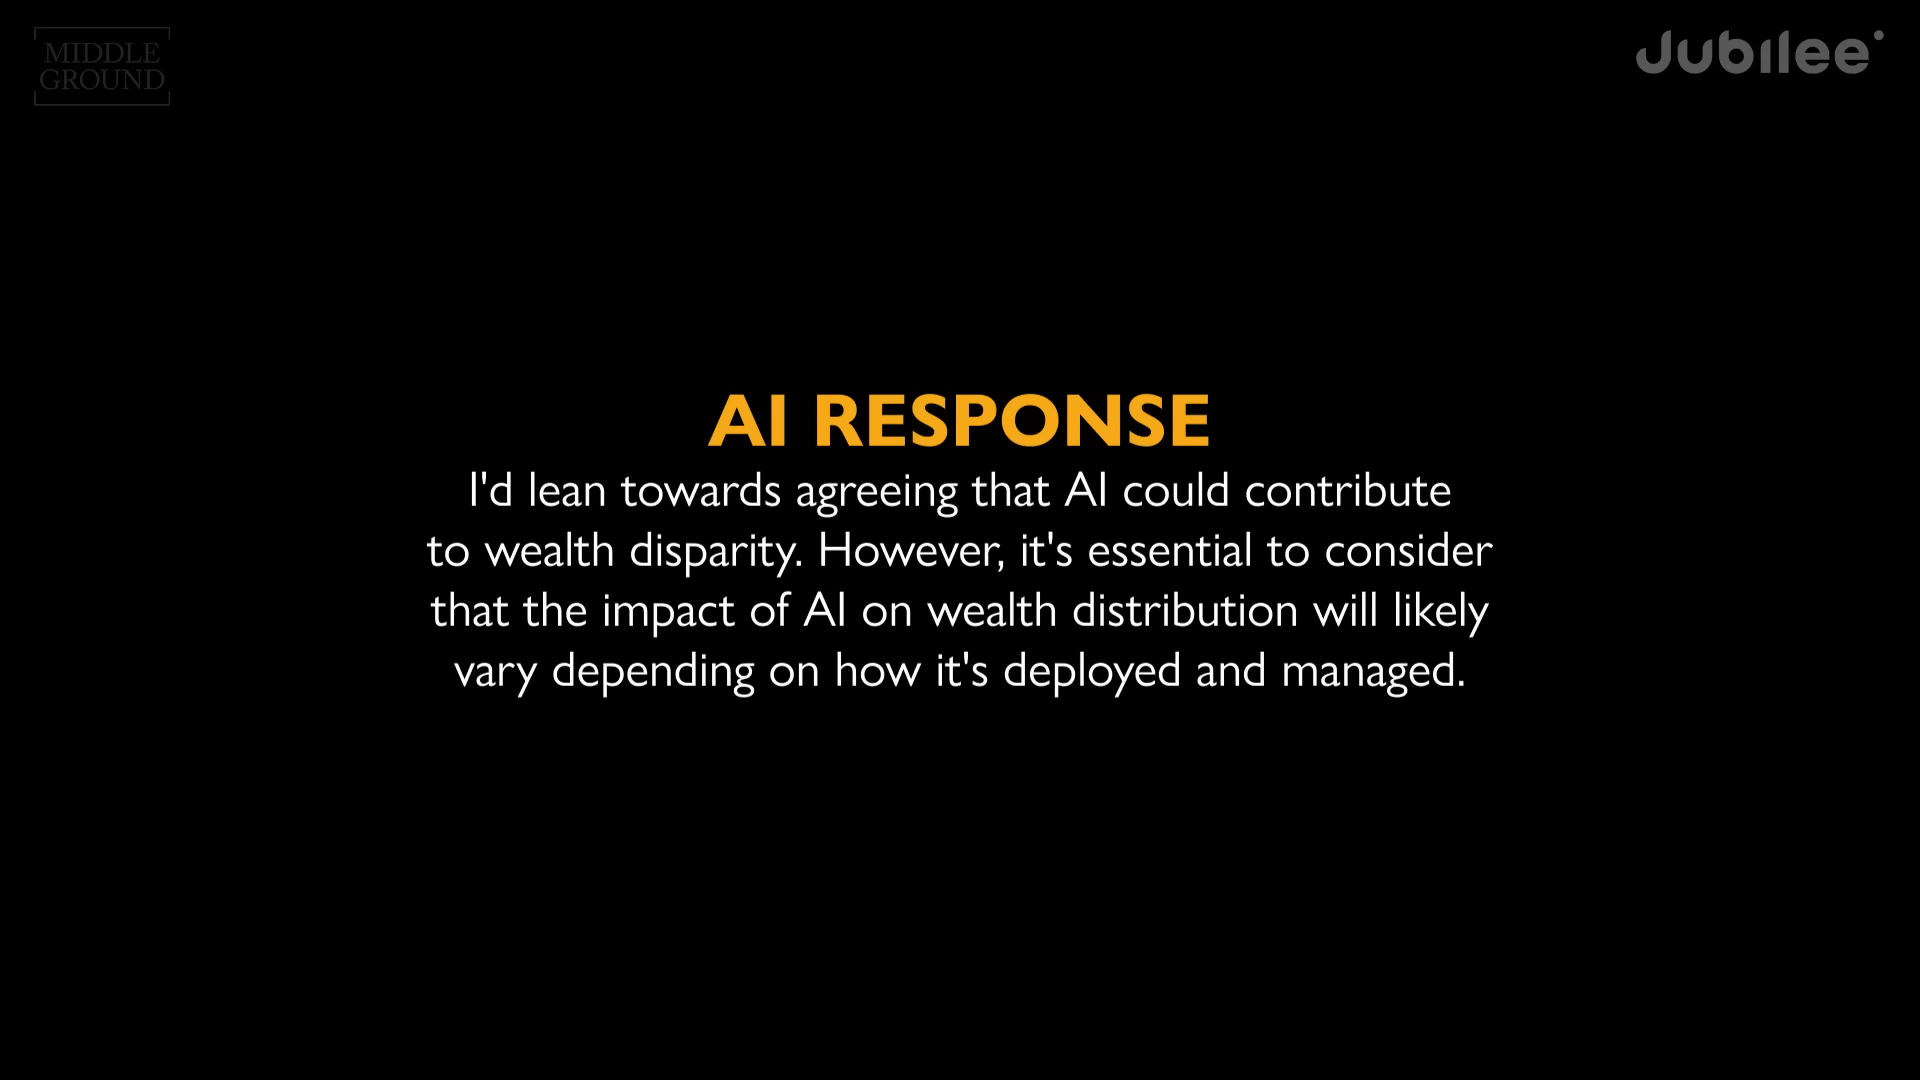 MIDDLE
GROUND
Jubilee
AI RESPONSE
I'd lean towards agreeing that AI could contribute
to wealth disparity. However, it's essential to consider
that the impact of AI on wealth distribution will likely
vary depending on how it's deployed and managed.